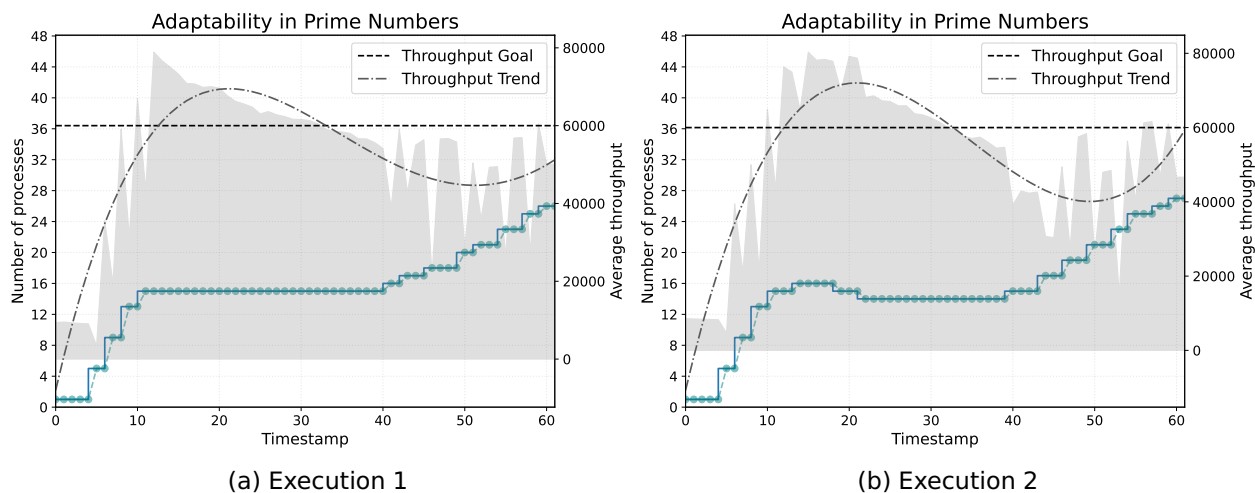 Adaptability in Prime Numbers
48
44
40
36
32
28
24
20
16
12
8
4
0
Number of processes
0 10 20 30 40 50 60
Timestamp
80000
60000
40000
20000
0
Average throughput
Throughput Goal
Throughput Trend
(a) Execution 1
Adaptability in Prime Numbers
48
44
40
36
32
28
24
20
16
12
8
4
0
Number of processes
0 10 20 30 40 50 60
Timestamp
80000
60000
40000
20000
0
Average throughput
Throughput Goal
Throughput Trend
(b) Execution 2